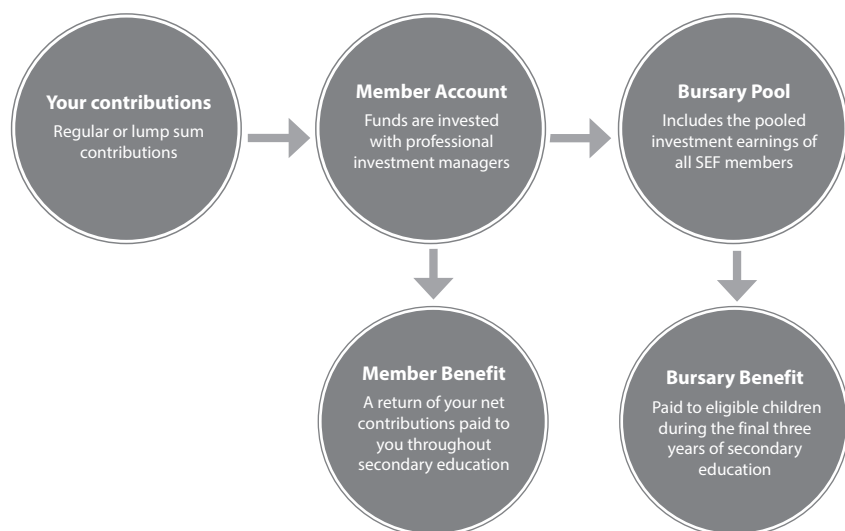 Your contributions
Regular or lump sum
contributions
Member Account
Funds are invested
with professional
investment managers
Bursary Pool
Includes the pooled
investment earnings of
all SEF members
Member Benefit
A return of your net
contributions paid to
you throughout
secondary education
Bursary Benefit
Paid to eligible children
during the final three
years of secondary
education